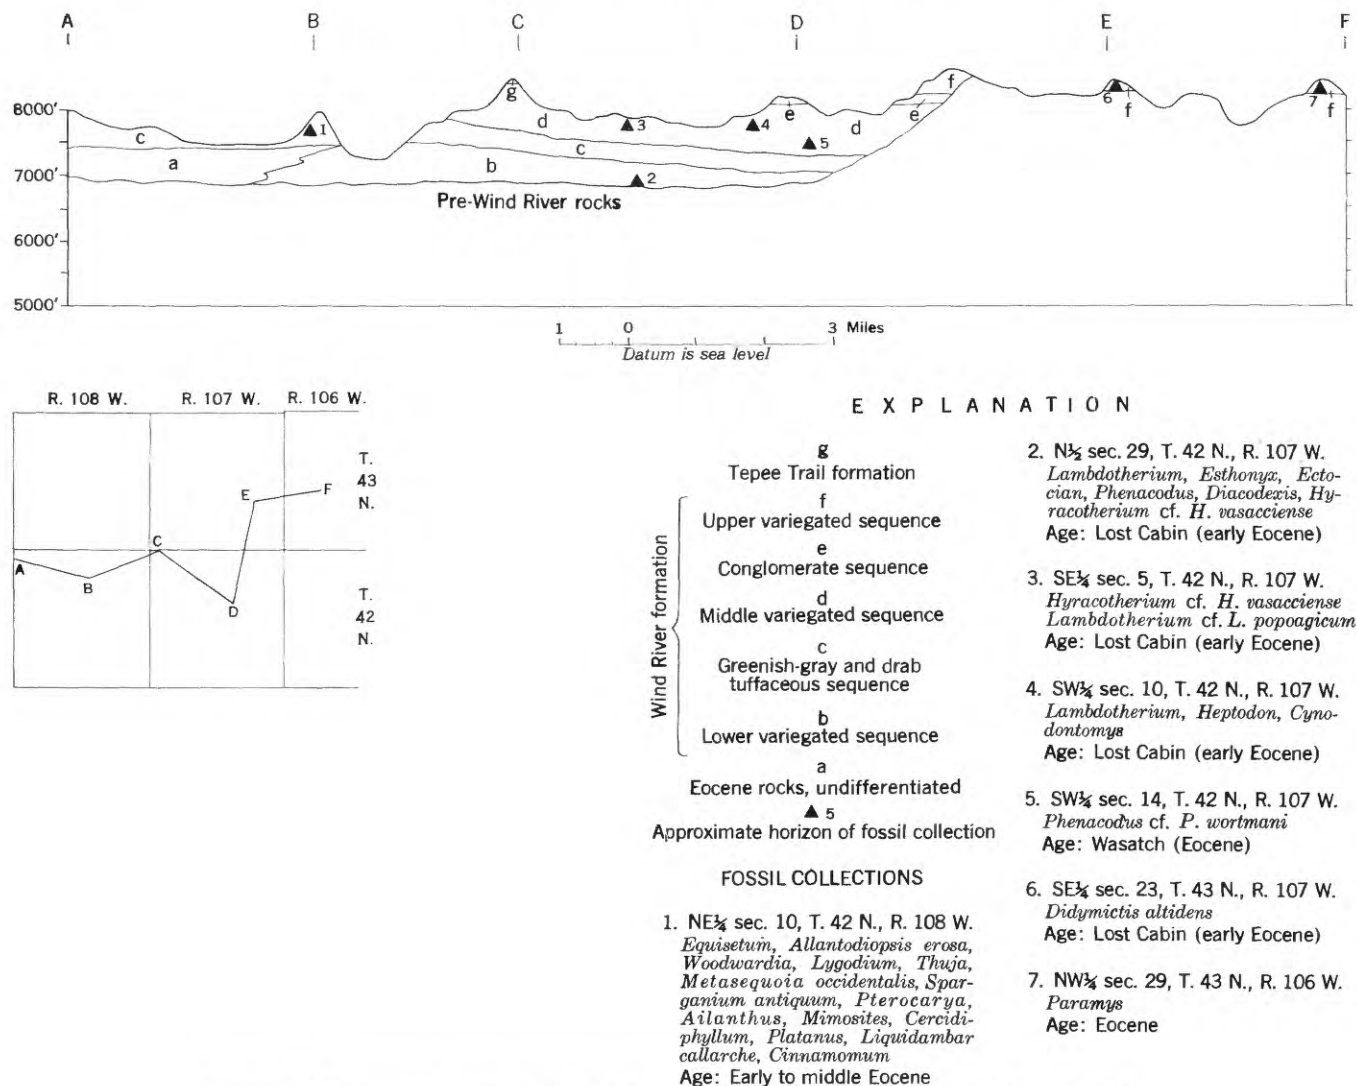 A B C D E F
8000'
7000'
6000'
5000'
c
a
▲ 1
g
d
▲ 3
▲ 4
e
d
▲ 5
c
b
▲ 2
e
f
6 ▲
f
7 ▲
f
Pre-Wind River rocks
1 0 3 Miles
Datum is sea level
R. 108 W. R. 107 W. R. 106 W.
T.
43
N.
T.
42
N.
A
B
C
D
E
F
EXPLANATION
g
Tepee Trail formation
Wind River formation
f
Upper variegated sequence
e
Conglomerate sequence
d
Middle variegated sequence
c
Greenish-gray and drab
tuffaceous sequence
b
Lower variegated sequence
a
Eocene rocks, undifferentiated
▲ 5
Approximate horizon of fossil collection
FOSSIL COLLECTIONS
1. NE¼ sec. 10, T. 42 N., R. 108 W.
Equisetum, Allantodiopsis erosa,
Woodwardia, Lygodium, Thuja,
Metasequoia occidentalis, Spar-
ganium antiquum, Pterocarya,
Ailanthus, Mimosites, Cercidi-
phyllum, Platanus, Liquidambar
callarche, Cinnamomum
Age: Early to middle Eocene
2. N½ sec. 29, T. 42 N., R. 107 W.
Lambdotherium, Esthonyx, Ecto-
cian, Phenacodus, Diacodexis, Hy-
racotherium cf. H. vasacciense
Age: Lost Cabin (early Eocene)
3. SE¼ sec. 5, T. 42 N., R. 107 W.
Hyracotherium cf. H. vasacciense
Lambdotherium cf. L. popoagicum
Age: Lost Cabin (early Eocene)
4. SW¼ sec. 10, T. 42 N., R. 107 W.
Lambdotherium, Heptodon, Cyno-
dontomys
Age: Lost Cabin (early Eocene)
5. SW¼ sec. 14, T. 42 N., R. 107 W.
Phenacodus cf. P. wortmani
Age: Wasatch (Eocene)
6. SE¼ sec. 23, T. 43 N., R. 107 W.
Didymictis altidens
Age: Lost Cabin (early Eocene)
7. NW¼ sec. 29, T. 43 N., R. 106 W.
Paramys
Age: Eocene